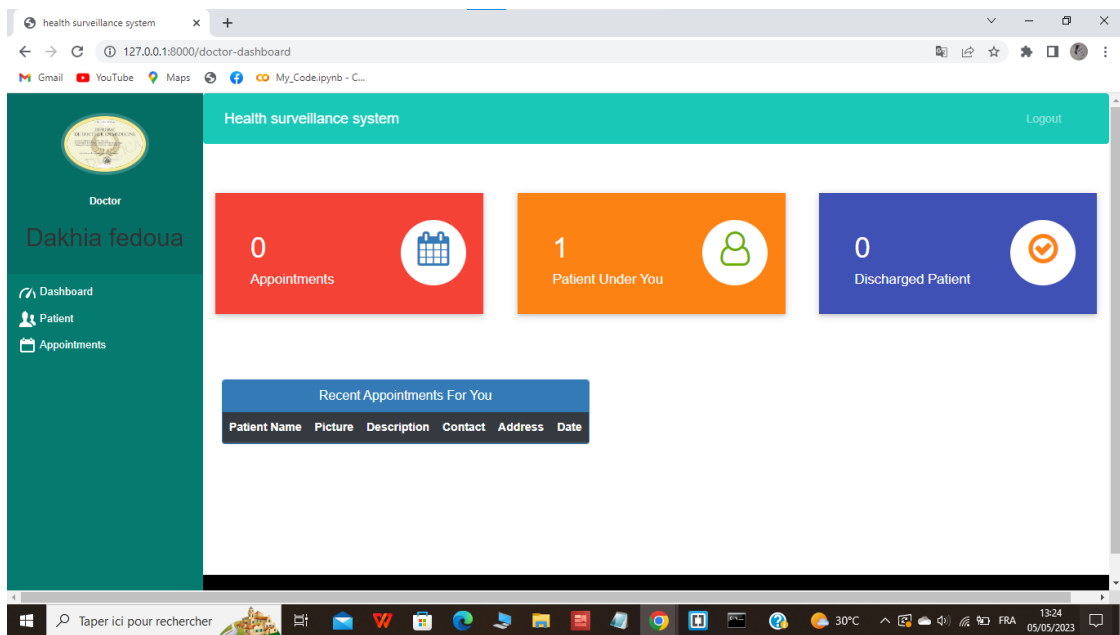 health surveillance system
127.0.0.1:8000/doctor-dashboard
Gmail YouTube Maps My_Code.ipynb - C...
Health surveillance system
Logout
Doctor
Dakhia fedoua
Dashboard
Patient
Appointments
0
Appointments
1
Patient Under You
0
Discharged Patient
Recent Appointments For You
Patient Name Picture Description Contact Address Date
Taper ici pour rechercher
30°C
FRA
13:24
05/05/2023